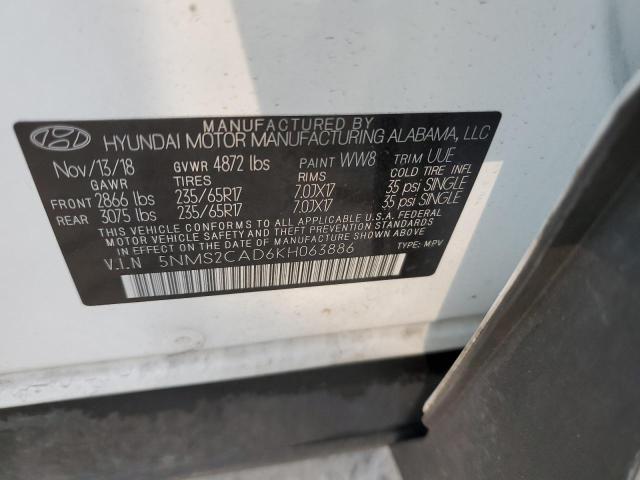 MANUFACTURED BY
HYUNDAI MOTOR MANUFACTURING ALABAMA, LLC
Nov/13/18 GVWR 4872 lbs PAINT WW8 TRIM UUE
GAWR TIRES RIMS COLD TIRE INFL
FRONT 2866 lbs 235/65R17 7.0JX17 35 psi SINGLE
REAR 3075 lbs 235/65R17 7.0JX17 35 psi SINGLE
THIS VEHICLE CONFORMS TO ALL APPLICABLE U.S.A. FEDERAL
MOTOR VEHICLE SAFETY AND THEFT PREVENTION STANDARDS
IN EFFECT ON THE DATE OF MANUFACTURE SHOWN ABOVE.
V.I.N 5NMS2CAD6KH063886 TYPE: MPV